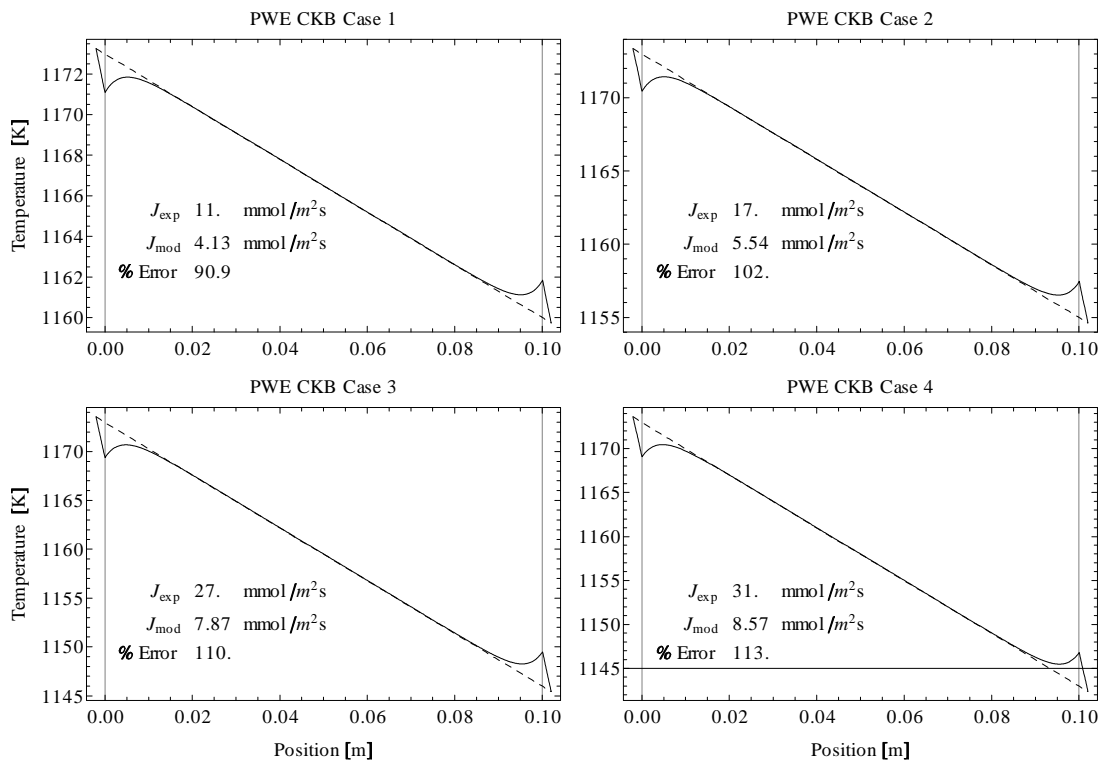 PWE CKB Case 1
1172
1170
1168
1166
1164
1162
1160
Temperature [K]
J_exp 11. mmol/m²s
J_mod 4.13 mmol/m²s
% Error 90.9
0.00 0.02 0.04 0.06 0.08 0.10
PWE CKB Case 2
1170
1165
1160
1155
J_exp 17. mmol/m²s
J_mod 5.54 mmol/m²s
% Error 102.
0.00 0.02 0.04 0.06 0.08 0.10
PWE CKB Case 3
1170
1165
1160
1155
1150
1145
Temperature [K]
J_exp 27. mmol/m²s
J_mod 7.87 mmol/m²s
% Error 110.
0.00 0.02 0.04 0.06 0.08 0.10
Position [m]
PWE CKB Case 4
1170
1165
1160
1155
1150
1145
J_exp 31. mmol/m²s
J_mod 8.57 mmol/m²s
% Error 113.
0.00 0.02 0.04 0.06 0.08 0.10
Position [m]